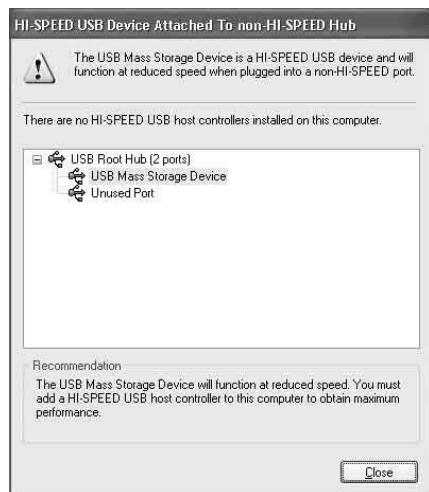 HI-SPEED USB Device Attached To non-HI-SPEED Hub
The USB Mass Storage Device is a HI-SPEED USB device and will
function at reduced speed when plugged into a non-HI-SPEED port.
There are no HI-SPEED USB host controllers installed on this computer.
USB Root Hub (2 ports)
USB Mass Storage Device
Unused Port
Recommendation
The USB Mass Storage Device will function at reduced speed. You must
add a HI-SPEED USB host controller to this computer to obtain maximum
performance.
Close